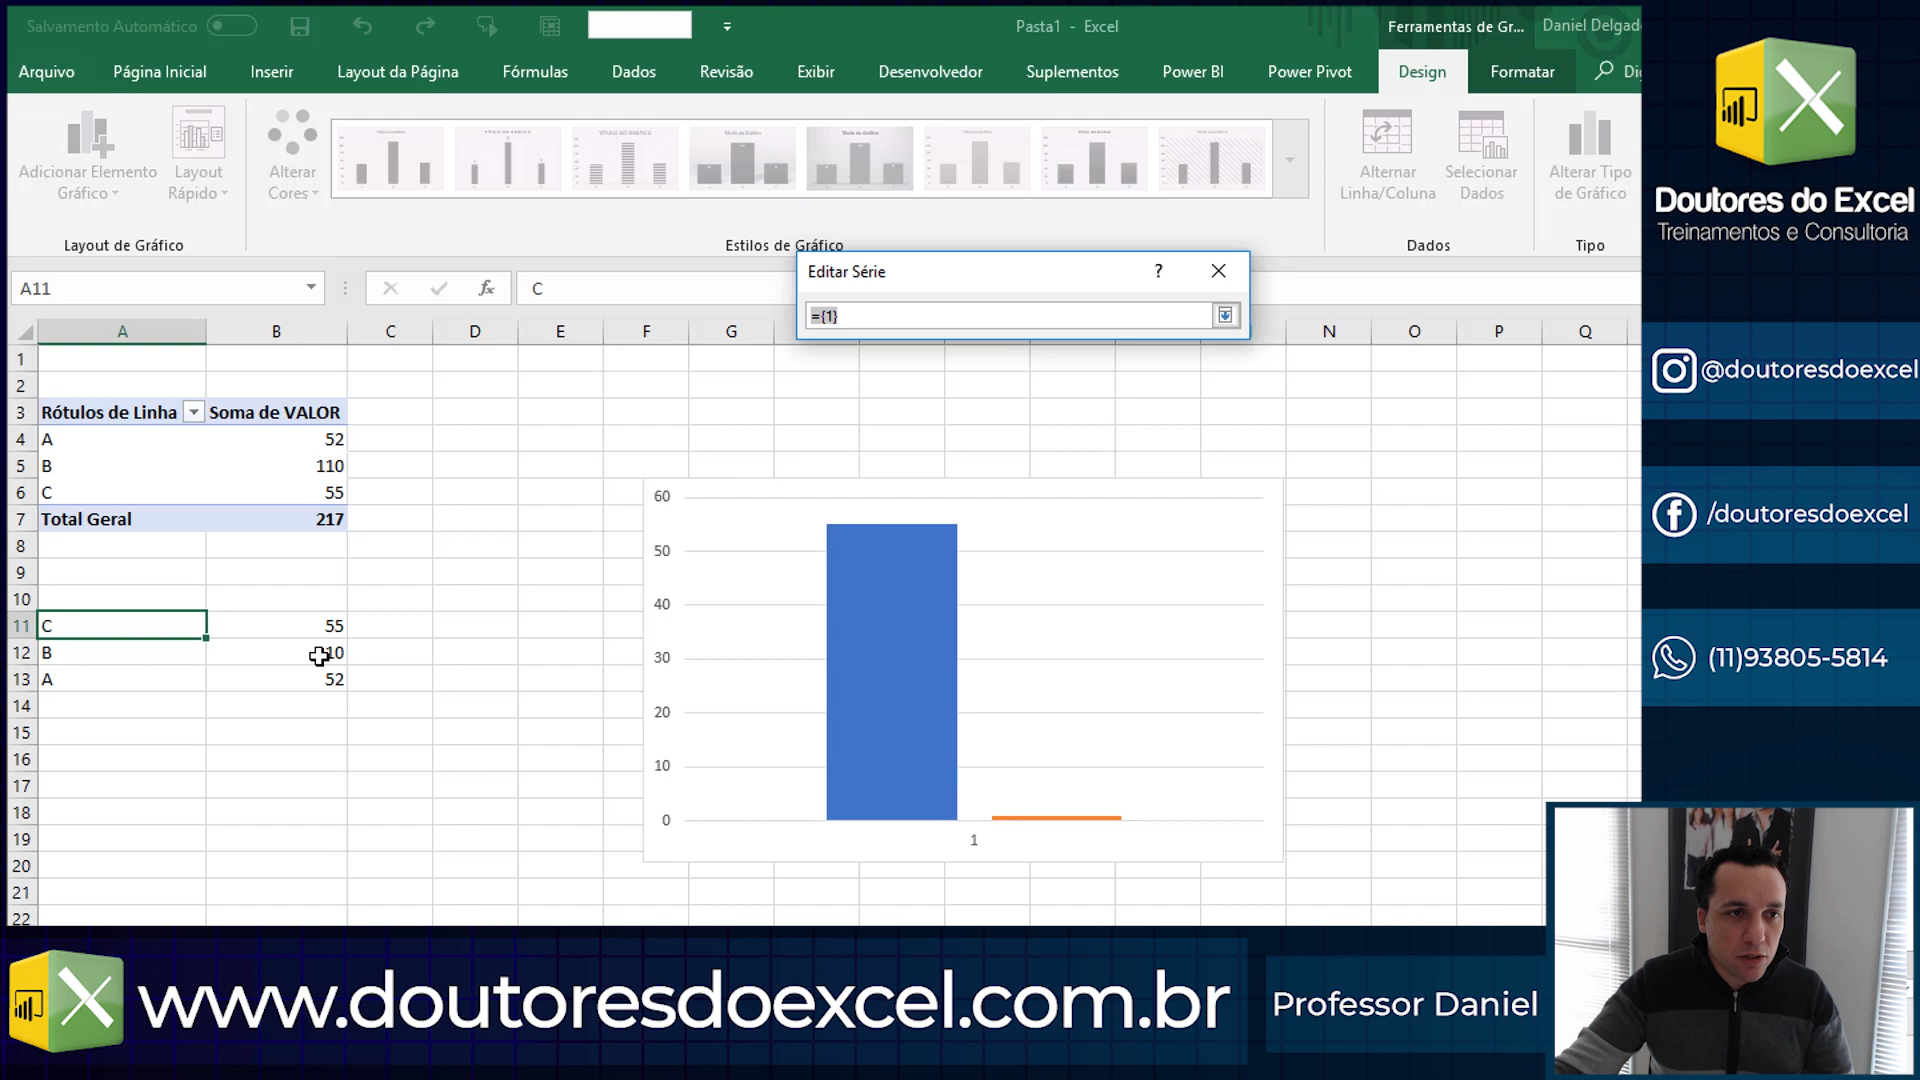 Salvamento Automático
Pasta1 - Excel
Ferramentas de Gr...
Arquivo
Página Inicial
Inserir
Layout da Página
Fórmulas
Dados
Revisão
Exibir
Desenvolvedor
Suplementos
Power BI
Power Pivot
Design
Formatar
Adicionar Elemento
Gráfico
Layout
Rápido
Alterar
Cores
Alternar
Linha/Coluna
Selecionar
Dados
Alterar Tipo
de Gráfico
Layout de Gráfico
Estilos de Gráfico
Dados
Tipo
A11
fx
C
Editar Série
?
={1}
A B C D E F G N O P Q
1
2
3 Rótulos de Linha Soma de VALOR
4 A 52
5 B 110
6 C 55
7 Total Geral 217
8
9
10
11 C 55
12 B
13 A 52
14
15
16
17
18
19
20
21
22
60
50
40
30
20
10
0
1
Doutores do Excel
Treinamentos e Consultoria
@doutoresdoexcel
/doutoresdoexcel
(11)93805-5814
www.doutoresdoexcel.com.br
Professor Daniel